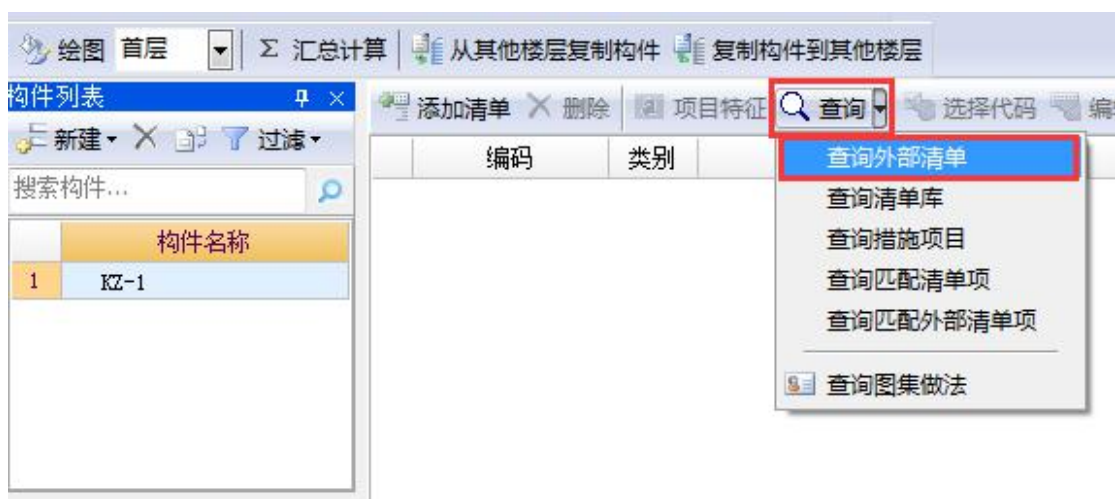 绘图 首层 Σ 汇总计算 从其他楼层复制构件 复制构件到其他楼层
构件列表
新建 过滤
搜索构件...
构件名称
1 KZ-1
添加清单 删除 项目特征 查询 选择代码 编
编码 类别
查询外部清单
查询清单库
查询措施项目
查询匹配清单项
查询匹配外部清单项
查询图集做法